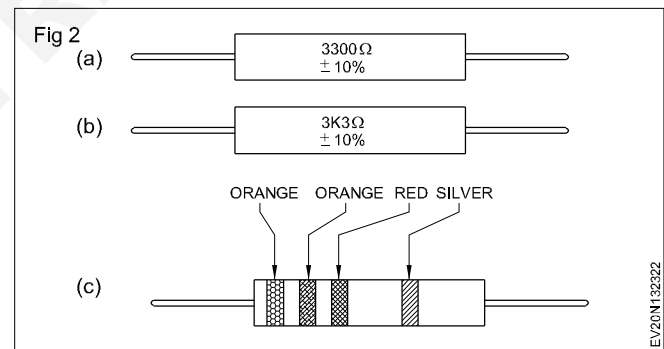 Fig 2
(a)
3300Ω
± 10%
(b)
3K3Ω
± 10%
ORANGE ORANGE RED SILVER
(c)
EV20N132322